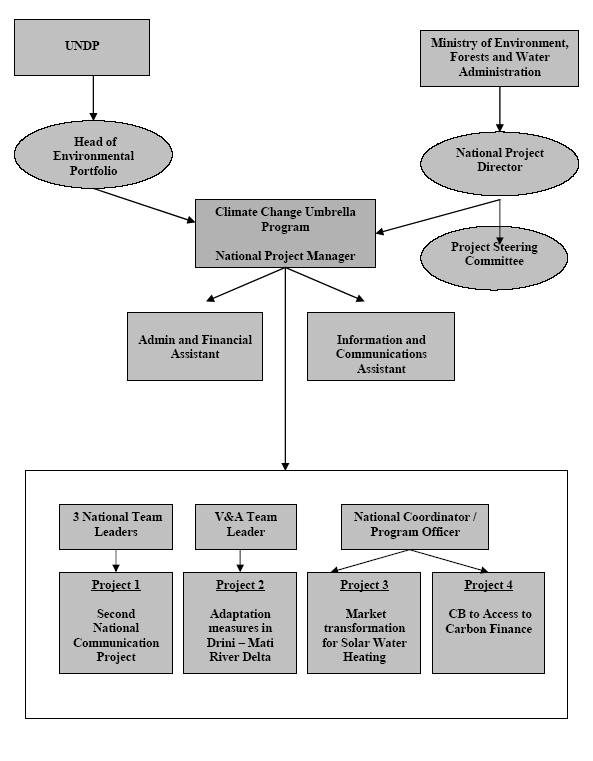 UNDP
Ministry of Environment,
Forests and Water
Administration
Head of
Environmental
Portfolio
National Project
Director
Climate Change Umbrella
Program
National Project Manager
Project Steering
Committee
Admin and Financial
Assistant
Information and
Communications
Assistant
3 National Team
Leaders
V&A Team
Leader
National Coordinator /
Program Officer
Project 1
Second
National
Communication
Project
Project 2
Adaptation
measures in
Drini – Mati
River Delta
Project 3
Market
transformation
for Solar Water
Heating
Project 4
CB to Access to
Carbon Finance